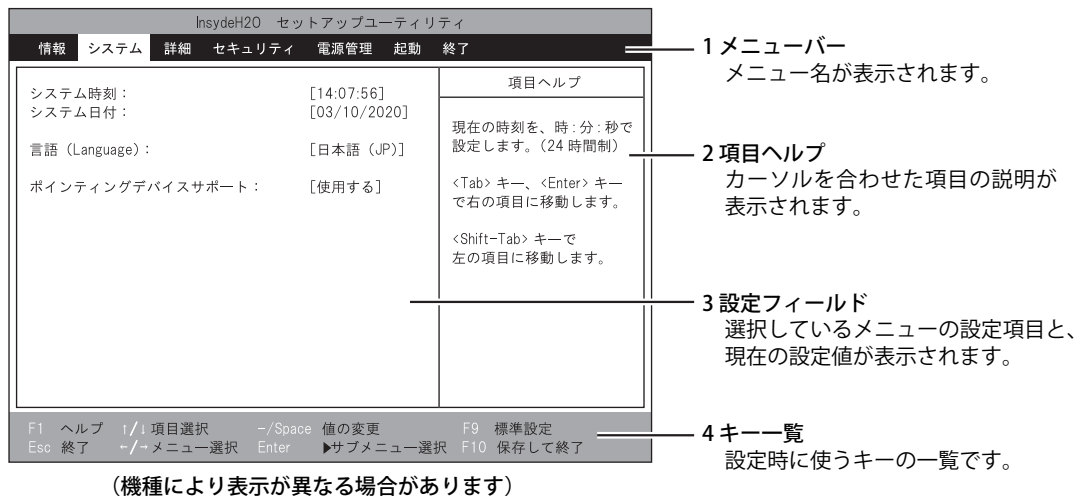 InsydeH2O セットアップユーティリティ
情報 システム 詳細 セキュリティ 電源管理 起動 終了
システム時刻： [14:07:56]
システム日付： [03/10/2020]
言語（Language）： [日本語（JP）]
ポインティングデバイスサポート： [使用する]
項目ヘルプ
現在の時刻を、時：分：秒で
設定します。（24 時間制）
<Tab> キー、<Enter> キー
で右の項目に移動します。
<Shift-Tab> キーで
左の項目に移動します。
F1 ヘルプ ↑/↓ 項目選択 -/Space 値の変更 F9 標準設定
Esc 終了 ←/→ メニュー選択 Enter ▶サブメニュー選択 F10 保存して終了
1 メニューバー
メニュー名が表示されます。
2 項目ヘルプ
カーソルを合わせた項目の説明が
表示されます。
3 設定フィールド
選択しているメニューの設定項目と、
現在の設定値が表示されます。
4 キー一覧
設定時に使うキーの一覧です。
（機種により表示が異なる場合があります）